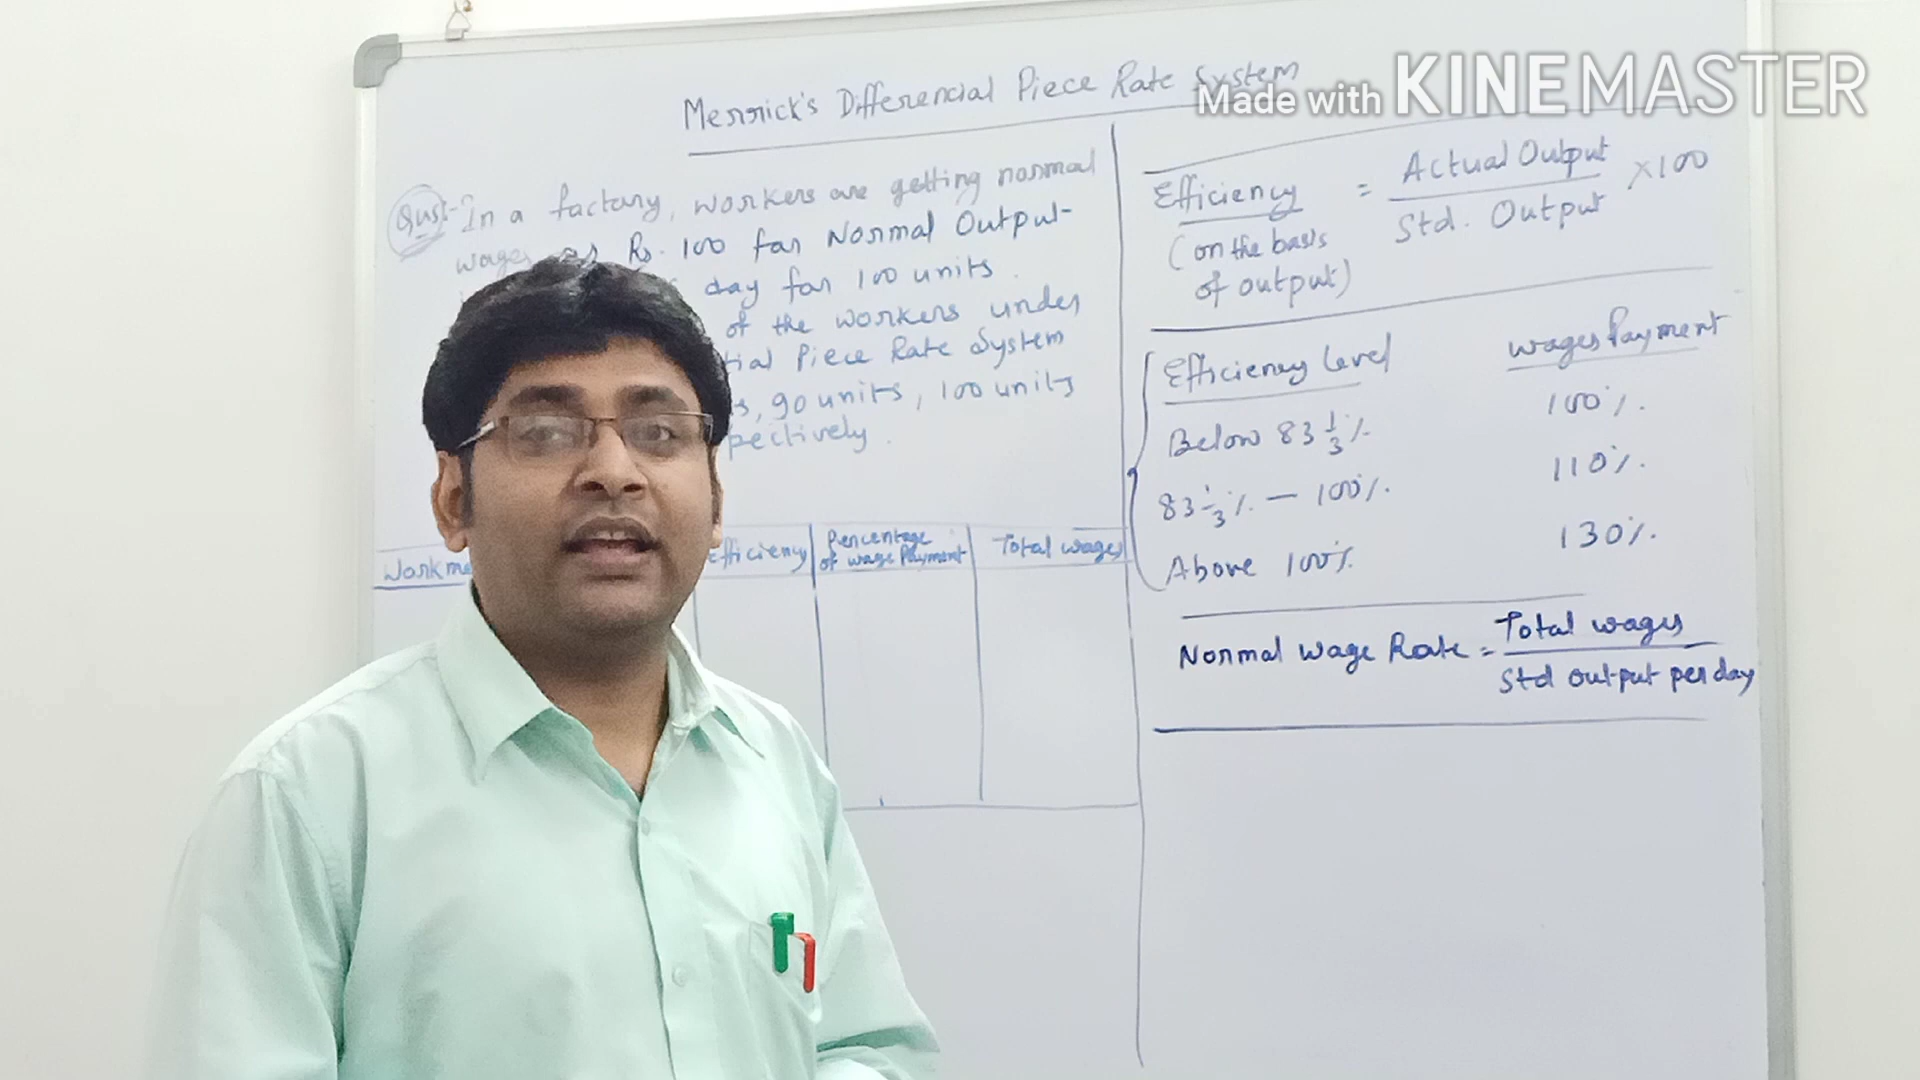 Made with KINEMASTER
Merrick's Differencial Piece Rate System
Qus:- In a factory, workers are getting normal
wages as Rs. 100 for Normal Output-
day for 100 units.
of the workers under
tial Piece Rate System
s, 90 units, 100 units
pectively.
Workme
Efficiency
Percentage
of wage Payment
Total wages
Efficiency = Actual Output / Std. Output × 100
(on the basis
of output)
Efficiency Level Wages Payment
Below 83 1/3 % 100%.
83 1/3 % — 100%. 110%.
Above 100% 130%.
Normal Wage Rate = Total wages / Std output per day